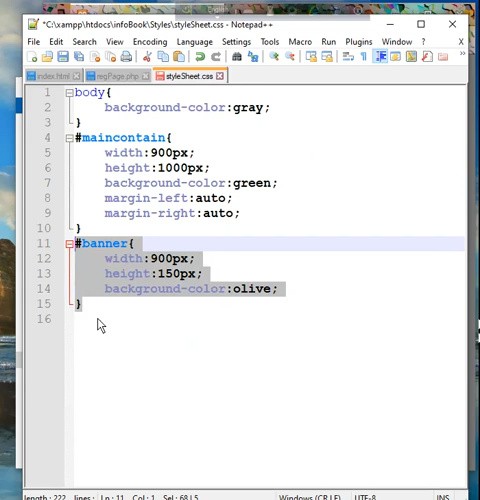 English
*C:\xampp\htdocs\infoBook\Styles\styleSheet.css - Notepad++
File Edit Search View Encoding Language Settings Tools Macro Run Plugins Window ? X
index.html regPage.php styleSheet.css
1 body{
2 background-color:gray;
3 }
4 #maincontain{
5 width:900px;
6 height:1000px;
7 background-color:green;
8 margin-left:auto;
9 margin-right:auto;
10 }
11 #banner{
12 width:900px;
13 height:150px;
14 background-color:olive;
15 }
16
length : 222 lines : Ln : 11 Col : 1 Sel : 68 | 5 Windows (CR LF) UTF-8 INS